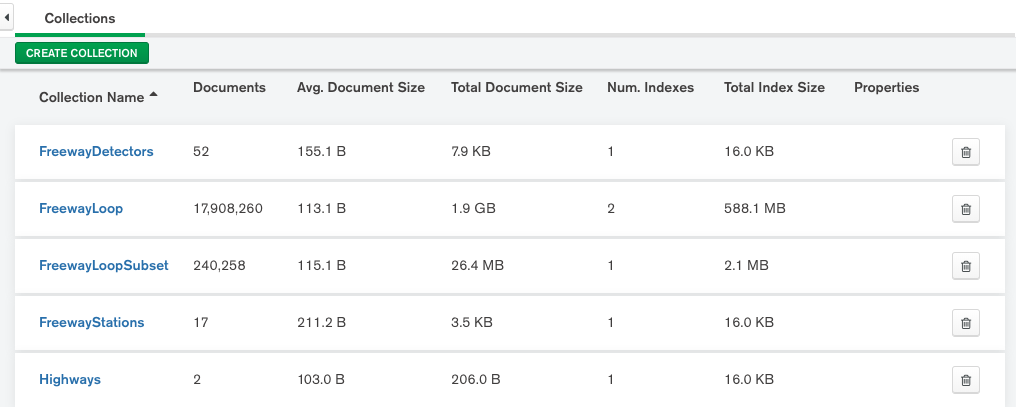 Collections
CREATE COLLECTION
Collection Name Documents Avg. Document Size Total Document Size Num. Indexes Total Index Size Properties
FreewayDetectors 52 155.1 B 7.9 KB 1 16.0 KB
FreewayLoop 17,908,260 113.1 B 1.9 GB 2 588.1 MB
FreewayLoopSubset 240,258 115.1 B 26.4 MB 1 2.1 MB
FreewayStations 17 211.2 B 3.5 KB 1 16.0 KB
Highways 2 103.0 B 206.0 B 1 16.0 KB